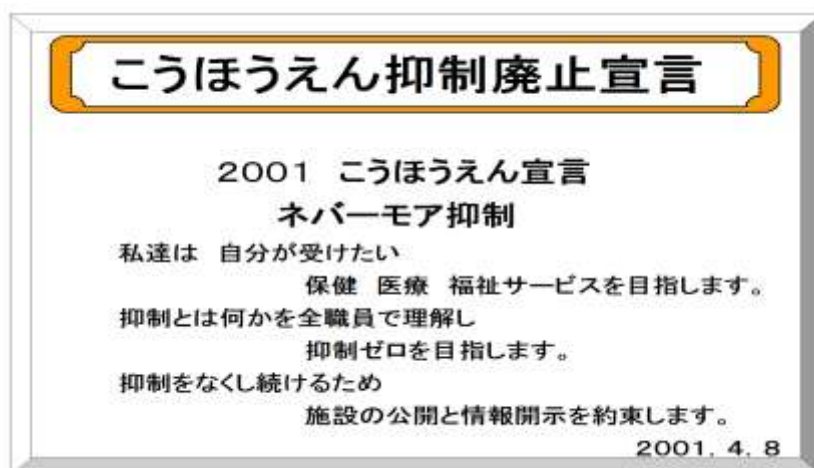 こうほうえん抑制廃止宣言
2001 こうほうえん宣言
ネバーモア抑制
私達は 自分が受けたい
保健 医療 福祉サービスを目指します。
抑制とは何かを全職員で理解し
抑制ゼロを目指します。
抑制をなくし続けるため
施設の公開と情報開示を約束します。
2001.4.8